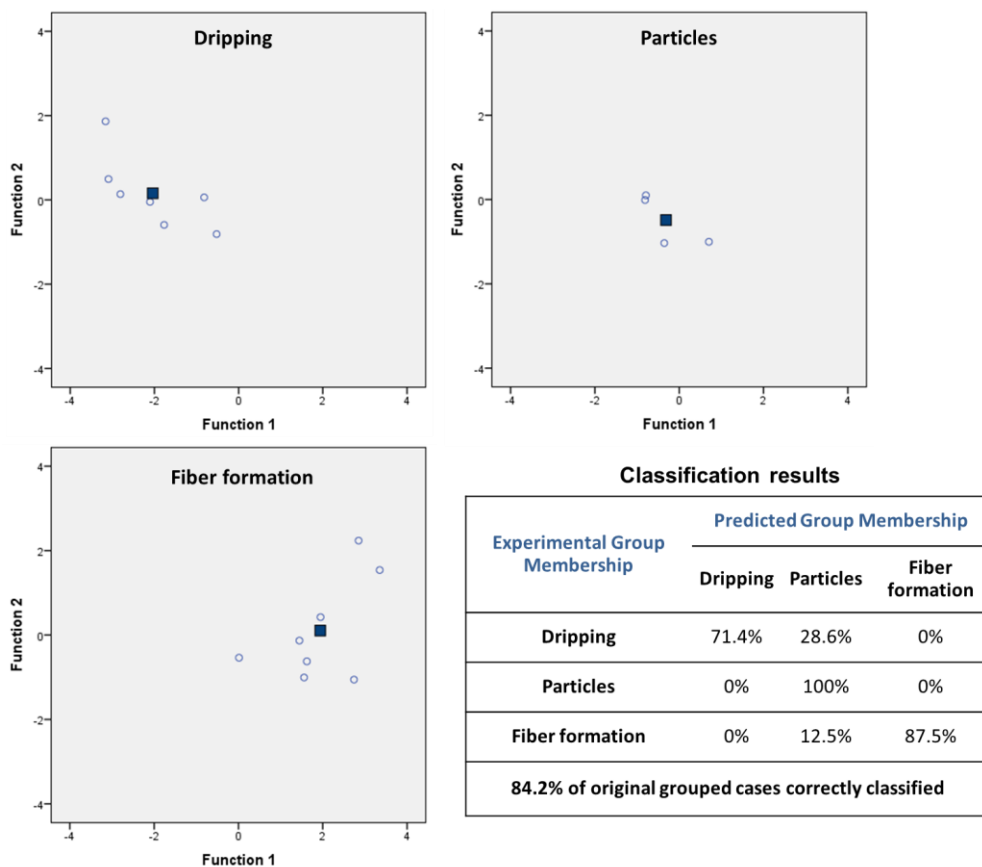 Dripping
4
2
0
-2
-4
Function 2
-4
-2
0
2
4
Function 1
Particles
4
2
0
-2
-4
Function 2
-4
-2
0
2
4
Function 1
Fiber formation
4
2
0
-2
-4
Function 2
-4
-2
0
2
4
Function 1
Classification results
Experimental Group
Membership
Predicted Group Membership
Dripping Particles Fiber
formation
Dripping 71.4% 28.6% 0%
Particles 0% 100% 0%
Fiber formation 0% 12.5% 87.5%
84.2% of original grouped cases correctly classified